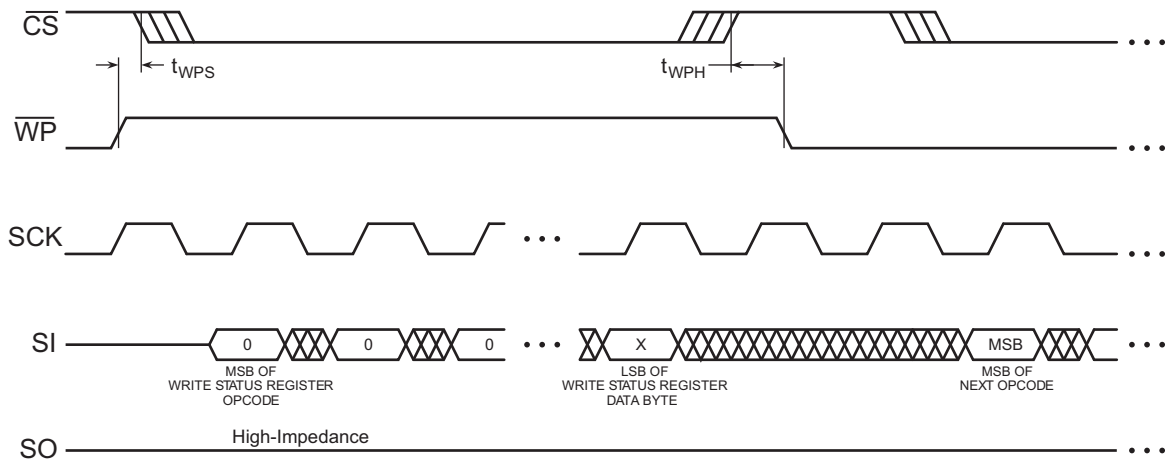 CS
tWPS
tWPH
• • •
WP
• • •
SCK
• • •
• • •
SI
0
0
0
• • •
X
MSB
• • •
MSB OF
WRITE STATUS REGISTER
OPCODE
LSB OF
WRITE STATUS REGISTER
DATA BYTE
MSB OF
NEXT OPCODE
SO
High-Impedance
• • •